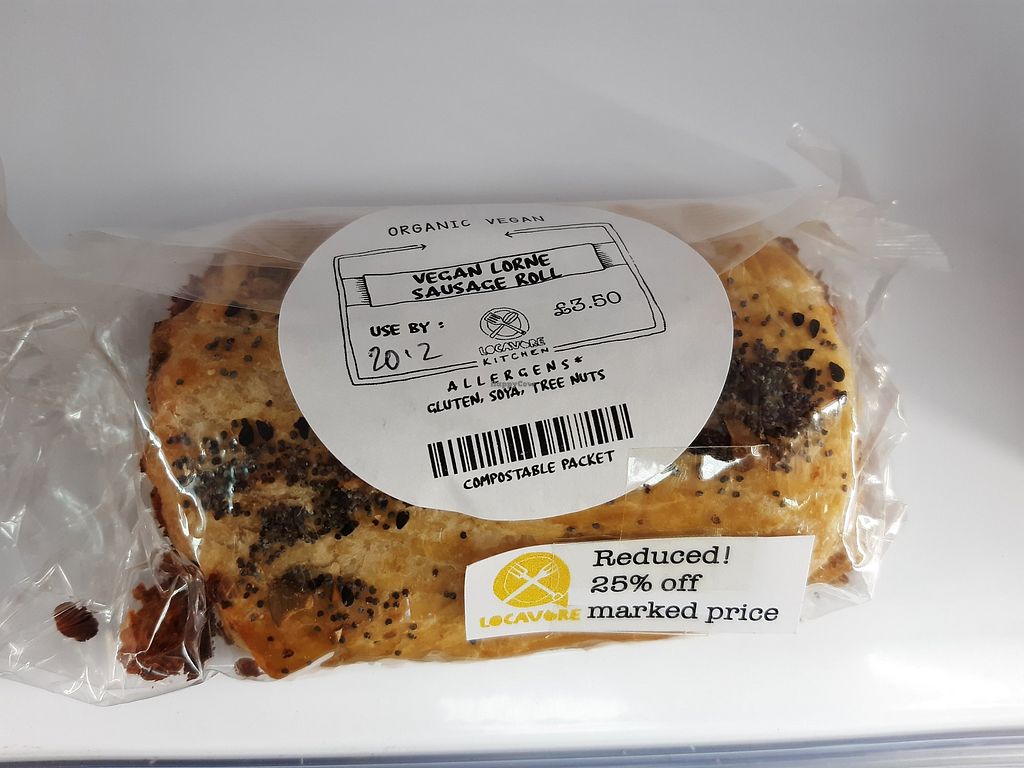 ORGANIC VEGAN
VEGAN LORNE
SAUSAGE ROLL
USE BY :
20.2
£3.50
LOCAVORE
KITCHEN
ALLERGENS*
HappyCow
GLUTEN, SOYA, TREE NUTS
COMPOSTABLE PACKET
Reduced!
25% off
LOCAVORE marked price